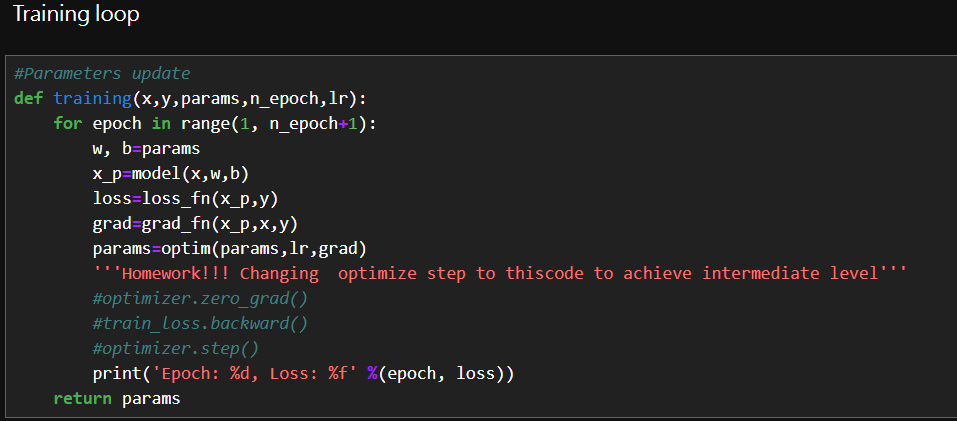 Training loop
#Parameters update
def training(x,y,params,n_epoch,lr):
    for epoch in range(1, n_epoch+1):
        w, b=params
        x_p=model(x,w,b)
        loss=loss_fn(x_p,y)
        grad=grad_fn(x_p,x,y)
        params=optim(params,lr,grad)
        '''Homework!!! Changing  optimize step to thiscode to achieve intermediate level'''
        #optimizer.zero_grad()
        #train_loss.backward()
        #optimizer.step()
        print('Epoch: %d, Loss: %f' %(epoch, loss))
    return params